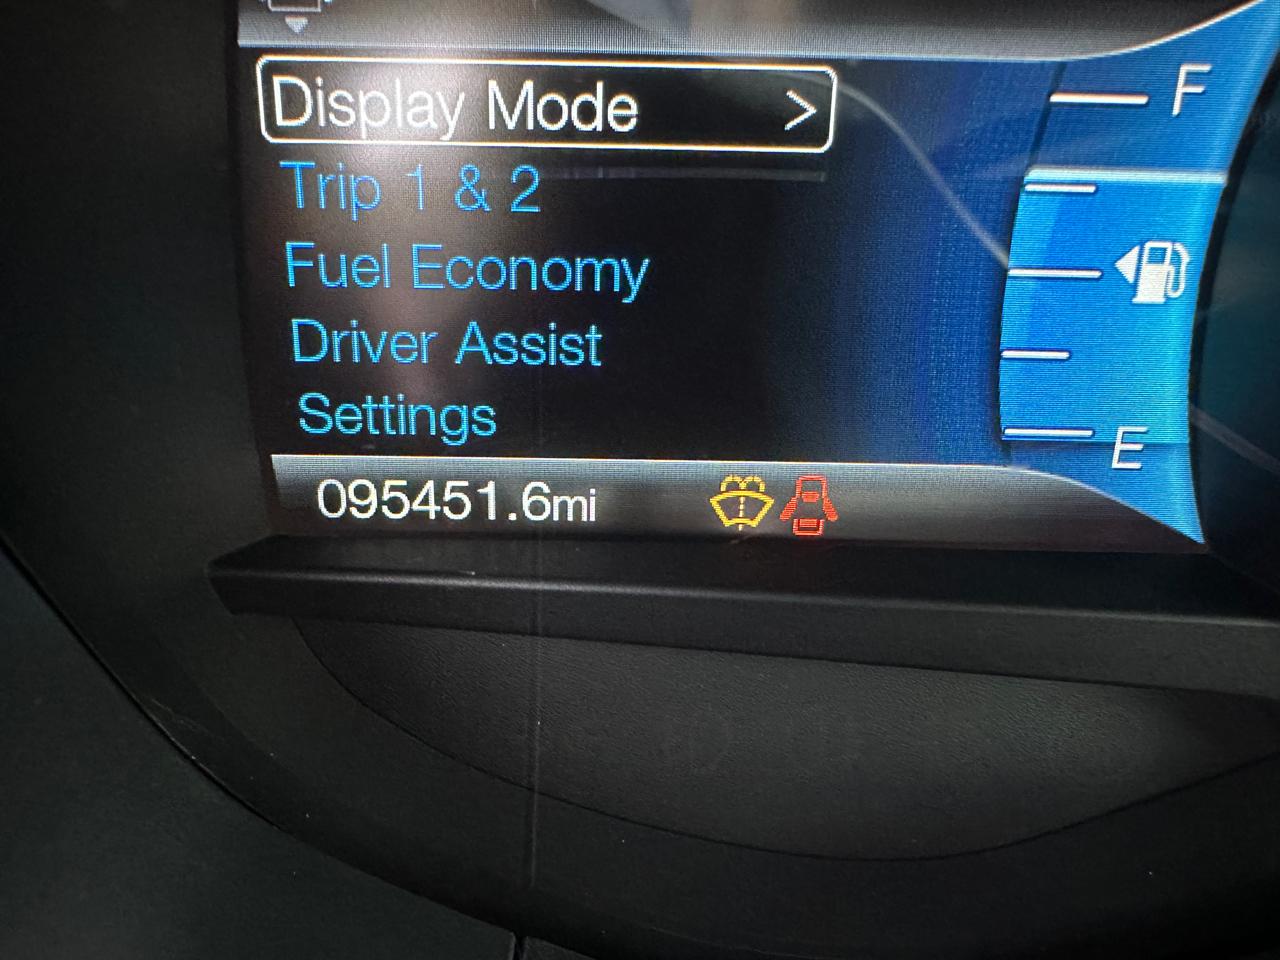 Display Mode >
Trip 1 & 2
Fuel Economy
Driver Assist
Settings
095451.6mi
F
E